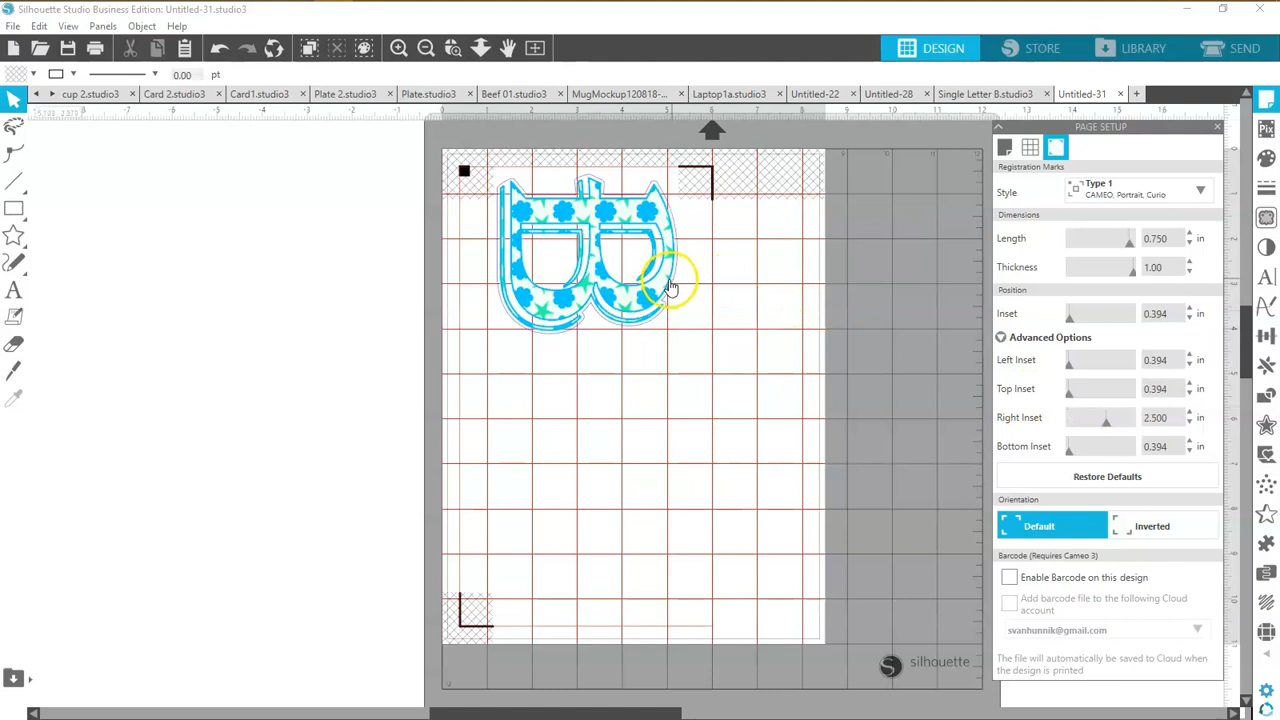 Silhouette Studio Business Edition: Untitled-31.studio3
File Edit View Panels Object Help
DESIGN STORE LIBRARY SEND
0.00 pt
cup 2.studio3 Card 2.studio3 Card1.studio3 Plate 2.studio3 Plate.studio3 Beef 01.studio3 MugMockup120818-... Laptop1a.studio3 Untitled-22 Untitled-28 Single Letter B.studio3 Untitled-31
PAGE SETUP
Registration Marks
Style Type 1
CAMEO, Portrait, Curio
Dimensions
Length 0.750 in
Thickness 1.00 in
Position
Inset 0.394 in
Advanced Options
Left Inset 0.394 in
Top Inset 0.394 in
Right Inset 2.500 in
Bottom Inset 0.394 in
Restore Defaults
Orientation
Default Inverted
Barcode (Requires Cameo 3)
Enable Barcode on this design
Add barcode file to the following Cloud
account
svanhunnik@gmail.com
The file will automatically be saved to Cloud when
the design is printed
B
silhouette